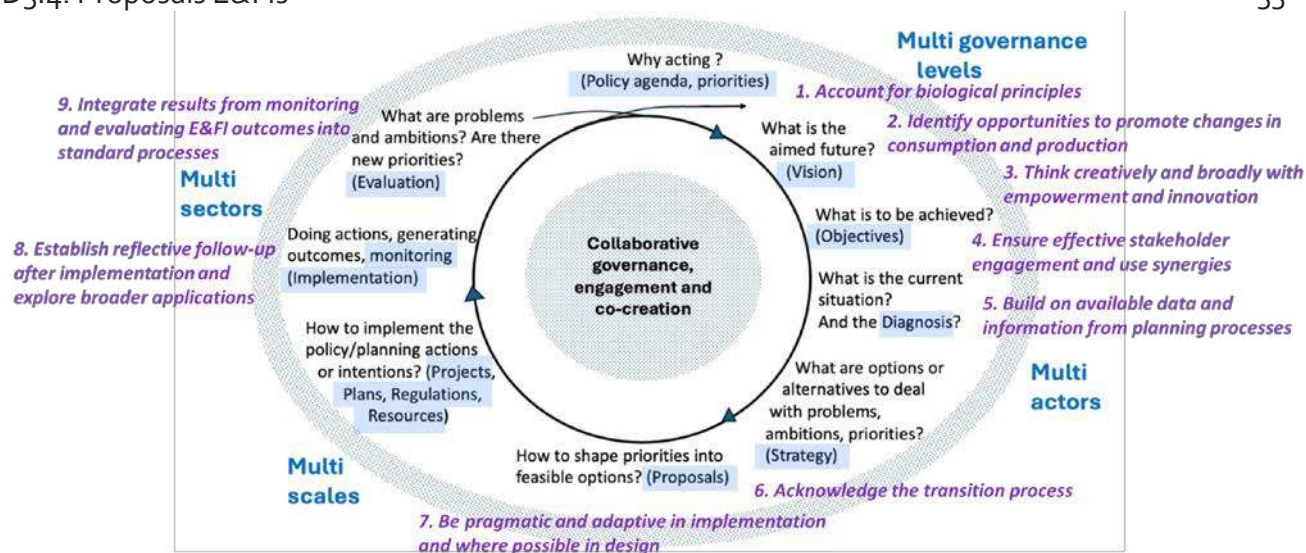 D3.4. Proposals E&FIs
55
Multi governance
levels
Why acting ?
(Policy agenda, priorities)
1. Account for biological principles
What is the
aimed future?
(Vision)
2. Identify opportunities to promote changes in
consumption and production
3. Think creatively and broadly with
empowerment and innovation
What is to be achieved?
(Objectives)
4. Ensure effective stakeholder
engagement and use synergies
What is the current
situation?
And the Diagnosis?
5. Build on available data and
information from planning processes
Multi
actors
What are options or
alternatives to deal
with problems,
ambitions, priorities?
(Strategy)
6. Acknowledge the transition process
How to shape priorities into
feasible options? (Proposals)
7. Be pragmatic and adaptive in implementation
and where possible in design
Multi
scales
How to implement the
policy/planning actions
or intentions? (Projects,
Plans, Regulations,
Resources)
8. Establish reflective follow-up
after implementation and
explore broader applications
Doing actions, generating
outcomes, monitoring
(Implementation)
Multi
sectors
9. Integrate results from monitoring
and evaluating E&FI outcomes into
standard processes
What are problems
and ambitions? Are there
new priorities?
(Evaluation)
Collaborative
governance,
engagement and
co-creation